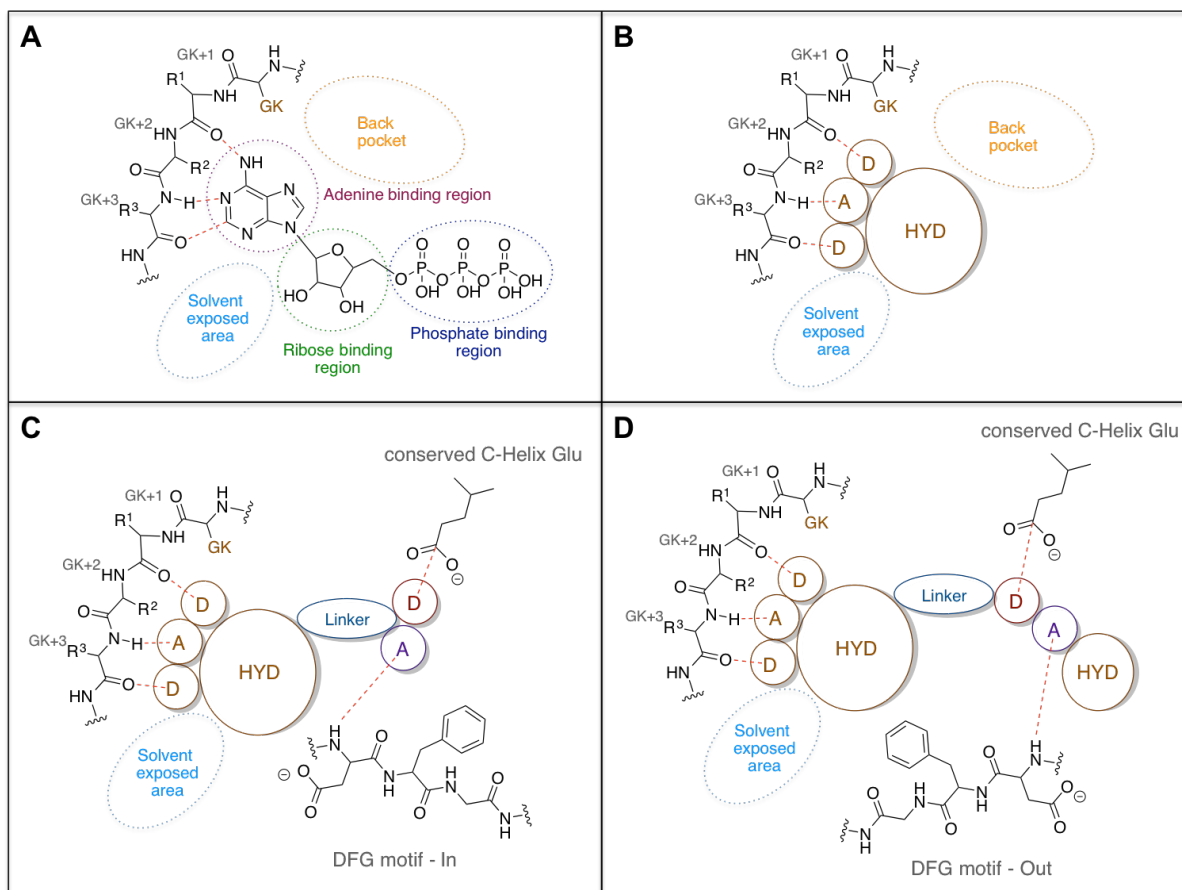 A
GK+1
O
H
N
R1
NH
GK
GK+2
HN
O
O
R2
NH
N
H
N
N
N
N
GK+3
R3
O
HN
Back
pocket
Adenine binding region
Solvent
exposed
area
O
HO
OH
O
O
P
OH
O
O
P
OH
O
O
P
OH
OH
Ribose binding
region
Phosphate binding
region
B
GK+1
O
H
N
R1
NH
GK
GK+2
HN
O
O
R2
N
H
GK+3
R3
O
HN
D
A
D
HYD
Back
pocket
Solvent
exposed
area
C
conserved C-Helix Glu
GK+1
O
H
N
R1
NH
GK
GK+2
HN
O
O
R2
N
H
GK+3
R3
O
HN
D
A
D
HYD
Linker
O
O
⊖
D
A
Solvent
exposed
area
H
N
O
O
⊖
O
N
H
O
H
N
O
N
H
DFG motif - In
D
conserved C-Helix Glu
GK+1
O
H
N
R1
NH
GK
GK+2
HN
O
O
R2
N
H
GK+3
R3
O
HN
D
A
D
HYD
Linker
O
O
⊖
D
A
HYD
Solvent
exposed
area
H
N
O
O
O
⊖
N
H
O
H
N
O
N
H
DFG motif - Out